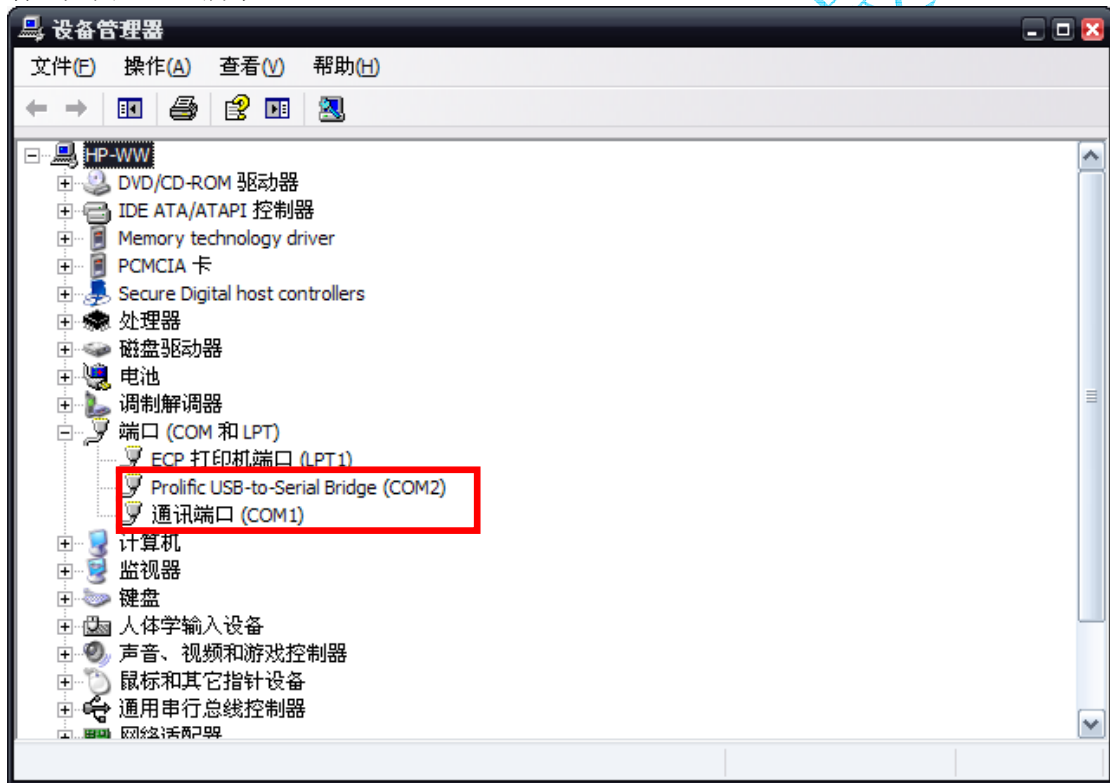 设备管理器
文件(F) 操作(A) 查看(V) 帮助(H)
HP-WW
DVD/CD-ROM 驱动器
IDE ATA/ATAPI 控制器
Memory technology driver
PCMCIA 卡
Secure Digital host controllers
处理器
磁盘驱动器
电池
调制解调器
端口 (COM 和 LPT)
ECP 打印机端口 (LPT1)
Prolific USB-to-Serial Bridge (COM2)
通讯端口 (COM1)
计算机
监视器
键盘
人体学输入设备
声音、视频和游戏控制器
鼠标和其它指针设备
通用串行总线控制器
网络适配器